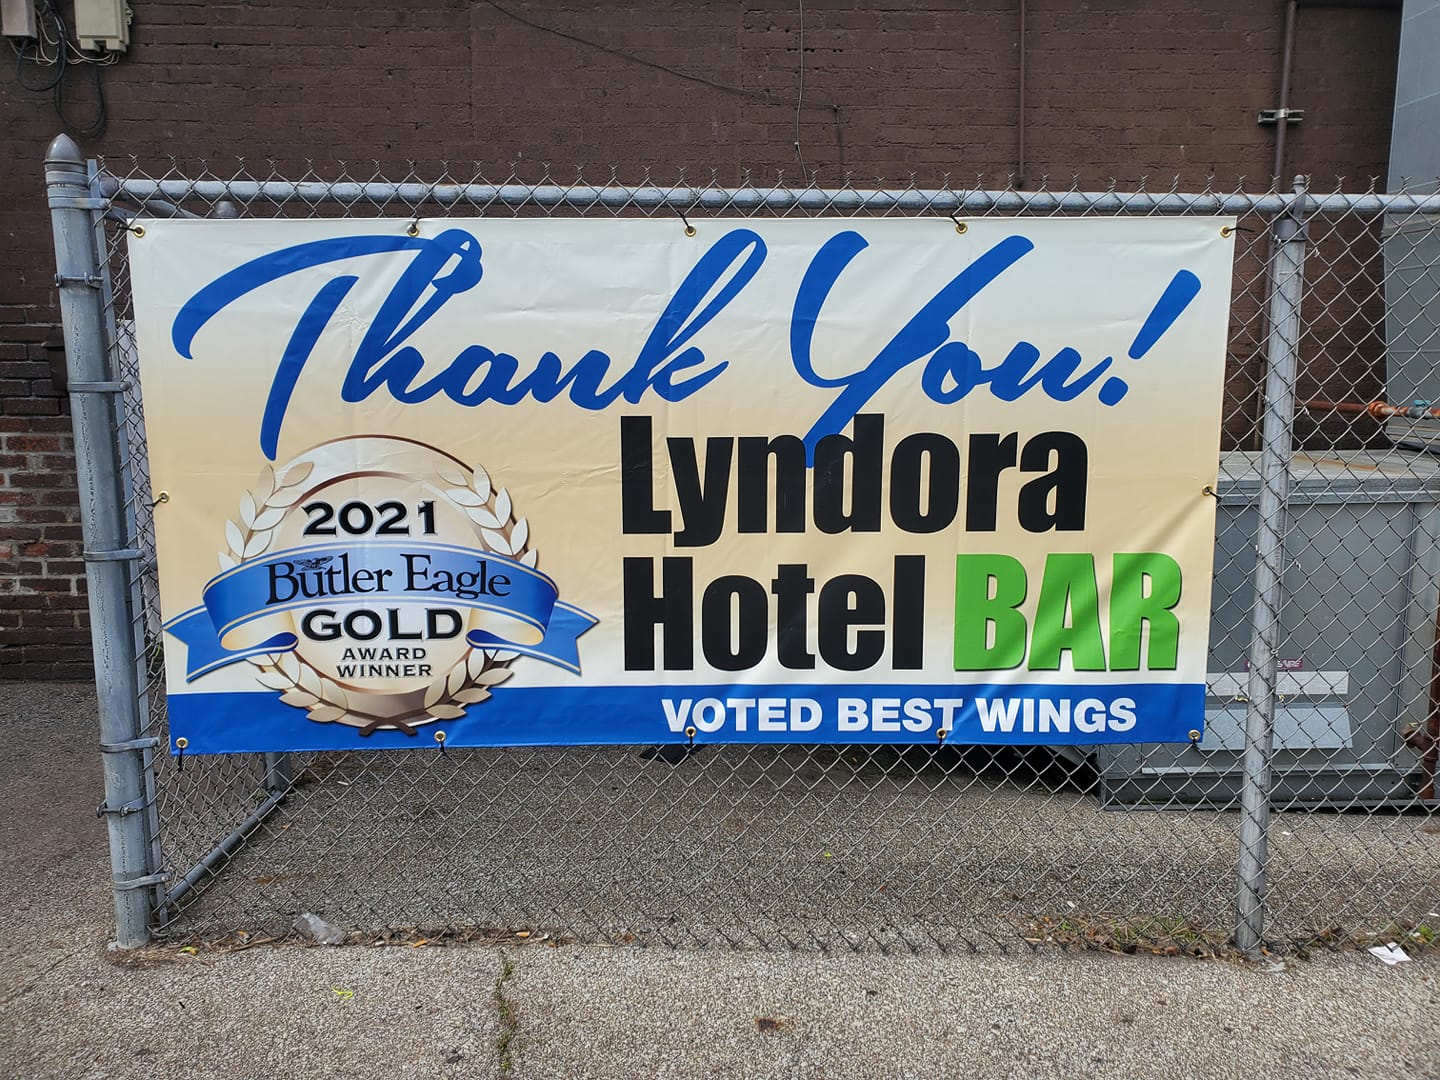 Thank You!
2021
Butler Eagle
GOLD
AWARD
WINNER
Lyndora
Hotel BAR
VOTED BEST WINGS